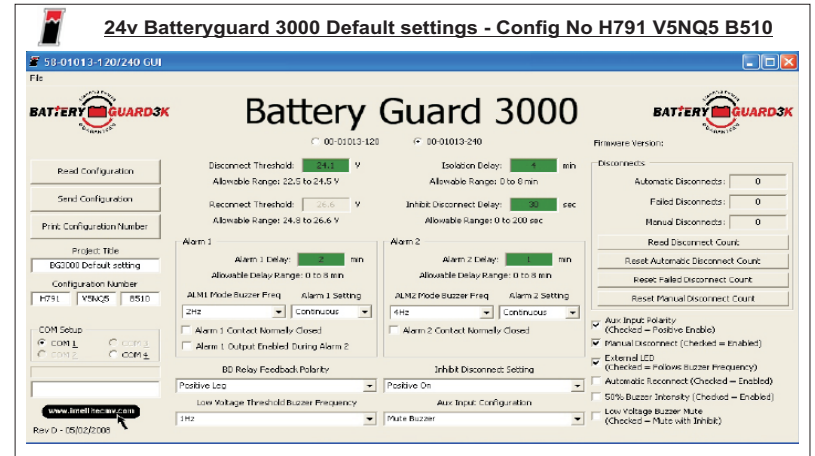 24v Batteryguard 3000 Default settings - Config No H791 V5NQ5 B510
58-01013-120/240 GUI
File
BATTERY GUARD3K
Battery Guard 3000
BATTERY GUARD3K
00-01013-120
00-01013-240
Firmware Version:
Read Configuration
Send Configuration
Print Configuration Number
Project Title
BG3000 Default setting
Configuration Number
H791 V5NQ5 B510
COM Setup
COM 1 COM 3
COM 2 COM 4
www.intellitecmv.com
Rev D - 05/02/2008
Disconnect Threshold: 24.1 V
Allowable Range: 22.5 to 24.5 V
Reconnect Threshold: 26.6 V
Allowable Range: 24.8 to 26.6 V
Isolation Delay: 4 min
Allowable Range: 0 to 8 min
Inhibit Disconnect Delay: 30 sec
Allowable Range: 0 to 200 sec
Alarm 1
Alarm 1 Delay: 2 min
Allowable Delay Range: 0 to 8 min
ALM1 Mode Buzzer Freq Alarm 1 Setting
2Hz Continuous
Alarm 1 Contact Normally Closed
Alarm 1 Output Enabled During Alarm 2
Alarm 2
Alarm 2 Delay: 1 min
Allowable Delay Range: 0 to 8 min
ALM2 Mode Buzzer Freq Alarm 2 Setting
4Hz Continuous
Alarm 2 Contact Normally Closed
BD Relay Feedback Polarity
Positive Leg
Inhibit Disconnect Setting
Positive On
Low Voltage Threshold Buzzer Frequency
1Hz
Aux Input Configuration
Mute Buzzer
Disconnects
Automatic Disconnects: 0
Failed Disconnects: 0
Manual Disconnects: 0
Read Disconnect Count
Reset Automatic Disconnect Count
Reset Failed Disconnect Count
Reset Manual Disconnect Count
Aux Input Polarity
(Checked = Positive Enable)
Manual Disconnect (Checked = Enabled)
External LED
(Checked = Follows Buzzer Frequency)
Automatic Reconnect (Checked = Enabled)
50% Buzzer Intensity (Checked = Enabled)
Low Voltage Buzzer Mute
(Checked = Mute with Inhibit)